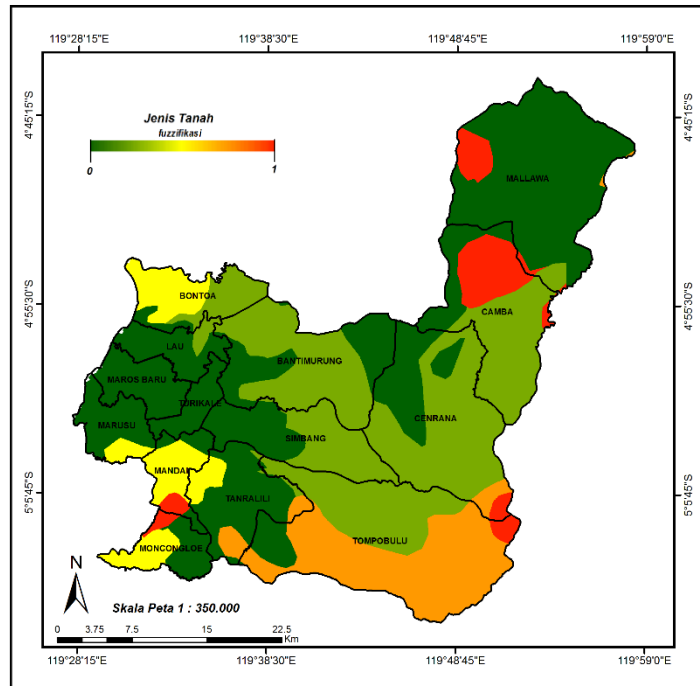 119°28'15"E 119°38'30"E 119°48'45"E 119°59'0"E
4°45'15"S 4°45'15"S
Jenis Tanah
fuzzifikasi
0 1
MALLAWA
BONTOA
4°55'30"S 4°55'30"S
CAMBA
LAU
BANTIMURUNG
MAROS BARU
TURIKALE
CENRANA
MARUSU
SIMBANG
MANDAI
5°5'45"S 5°5'45"S
TANRALILI
TOMPOBULU
MONCONGLOE
N
Skala Peta 1 : 350.000
0 3.75 7.5 15 22.5
Km
119°28'15"E 119°38'30"E 119°48'45"E 119°59'0"E